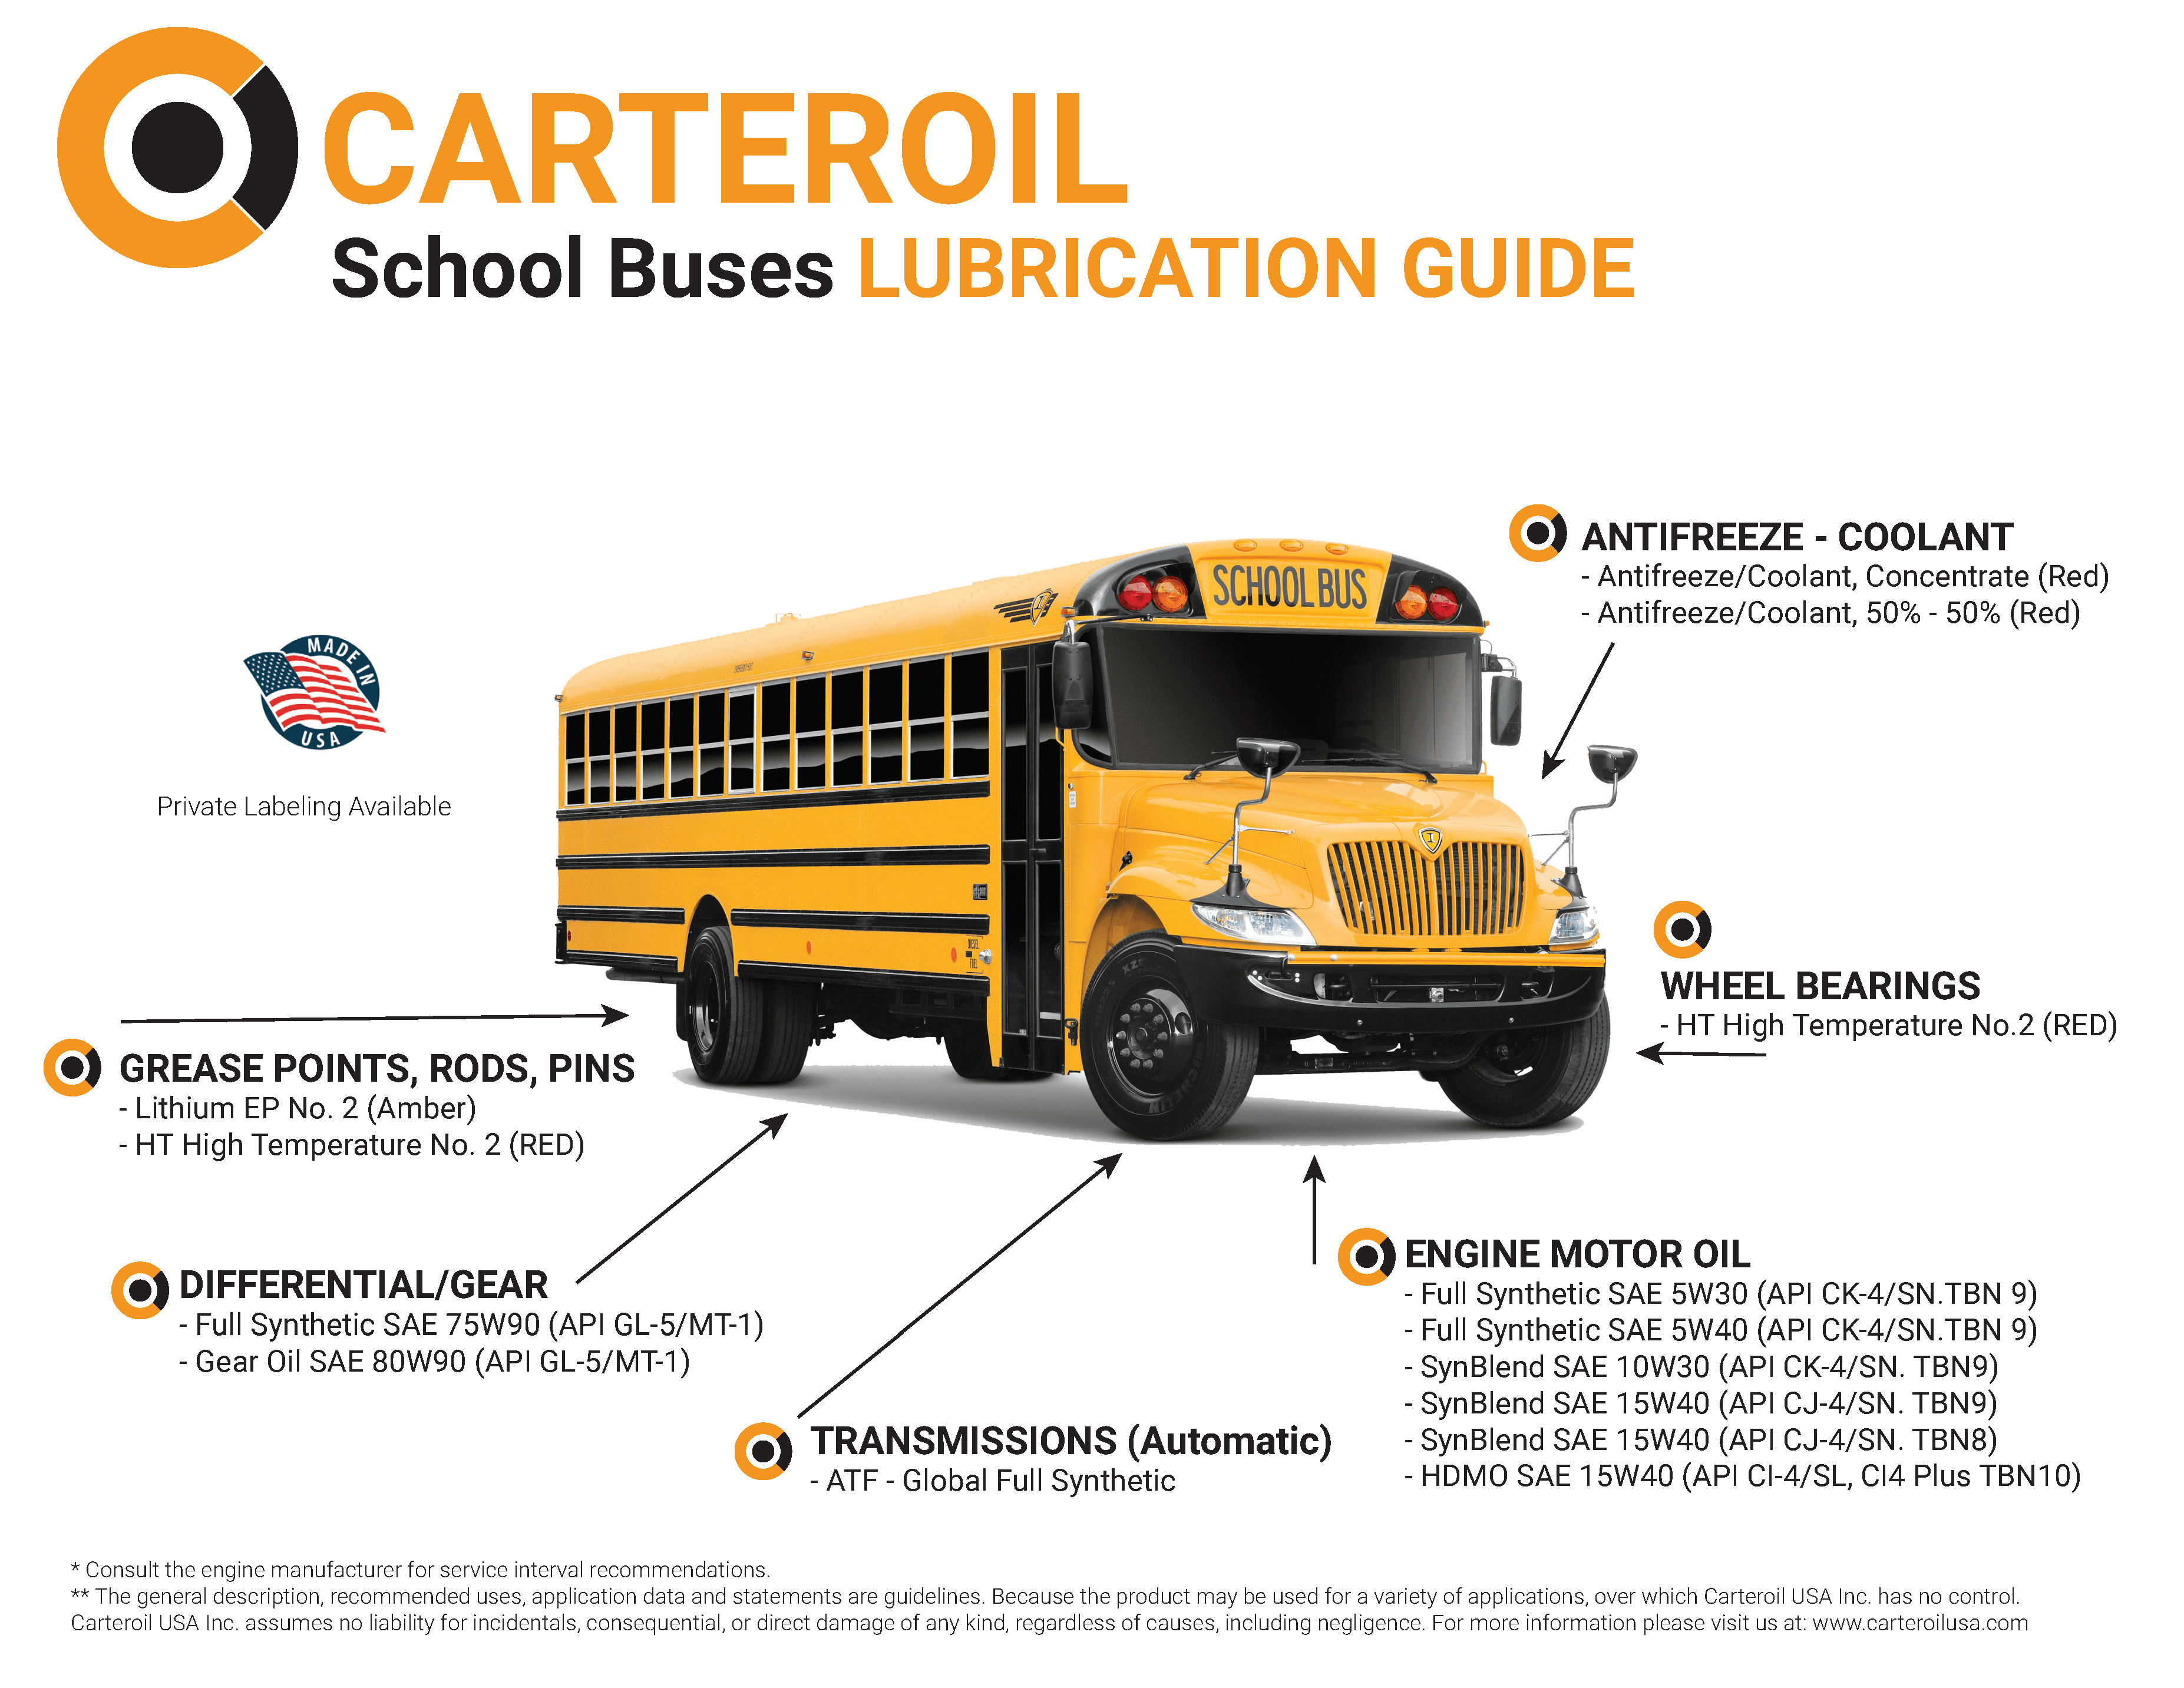 CARTEROIL
School Buses LUBRICATION GUIDE
ANTIFREEZE - COOLANT
- Antifreeze/Coolant, Concentrate (Red)
- Antifreeze/Coolant, 50% - 50% (Red)
SCHOOL BUS
MADE IN
USA
Private Labeling Available
DIESEL
FUEL
WHEEL BEARINGS
- HT High Temperature No.2 (RED)
GREASE POINTS, RODS, PINS
- Lithium EP No. 2 (Amber)
- HT High Temperature No. 2 (RED)
DIFFERENTIAL/GEAR
- Full Synthetic SAE 75W90 (API GL-5/MT-1)
- Gear Oil SAE 80W90 (API GL-5/MT-1)
TRANSMISSIONS (Automatic)
- ATF - Global Full Synthetic
ENGINE MOTOR OIL
- Full Synthetic SAE 5W30 (API CK-4/SN.TBN 9)
- Full Synthetic SAE 5W40 (API CK-4/SN.TBN 9)
- SynBlend SAE 10W30 (API CK-4/SN. TBN9)
- SynBlend SAE 15W40 (API CJ-4/SN. TBN9)
- SynBlend SAE 15W40 (API CJ-4/SN. TBN8)
- HDMO SAE 15W40 (API CI-4/SL, CI4 Plus TBN10)
* Consult the engine manufacturer for service interval recommendations.
** The general description, recommended uses, application data and statements are guidelines. Because the product may be used for a variety of applications, over which Carteroil USA Inc. has no control.
Carteroil USA Inc. assumes no liability for incidentals, consequential, or direct damage of any kind, regardless of causes, including negligence. For more information please visit us at: www.carteroilusa.com